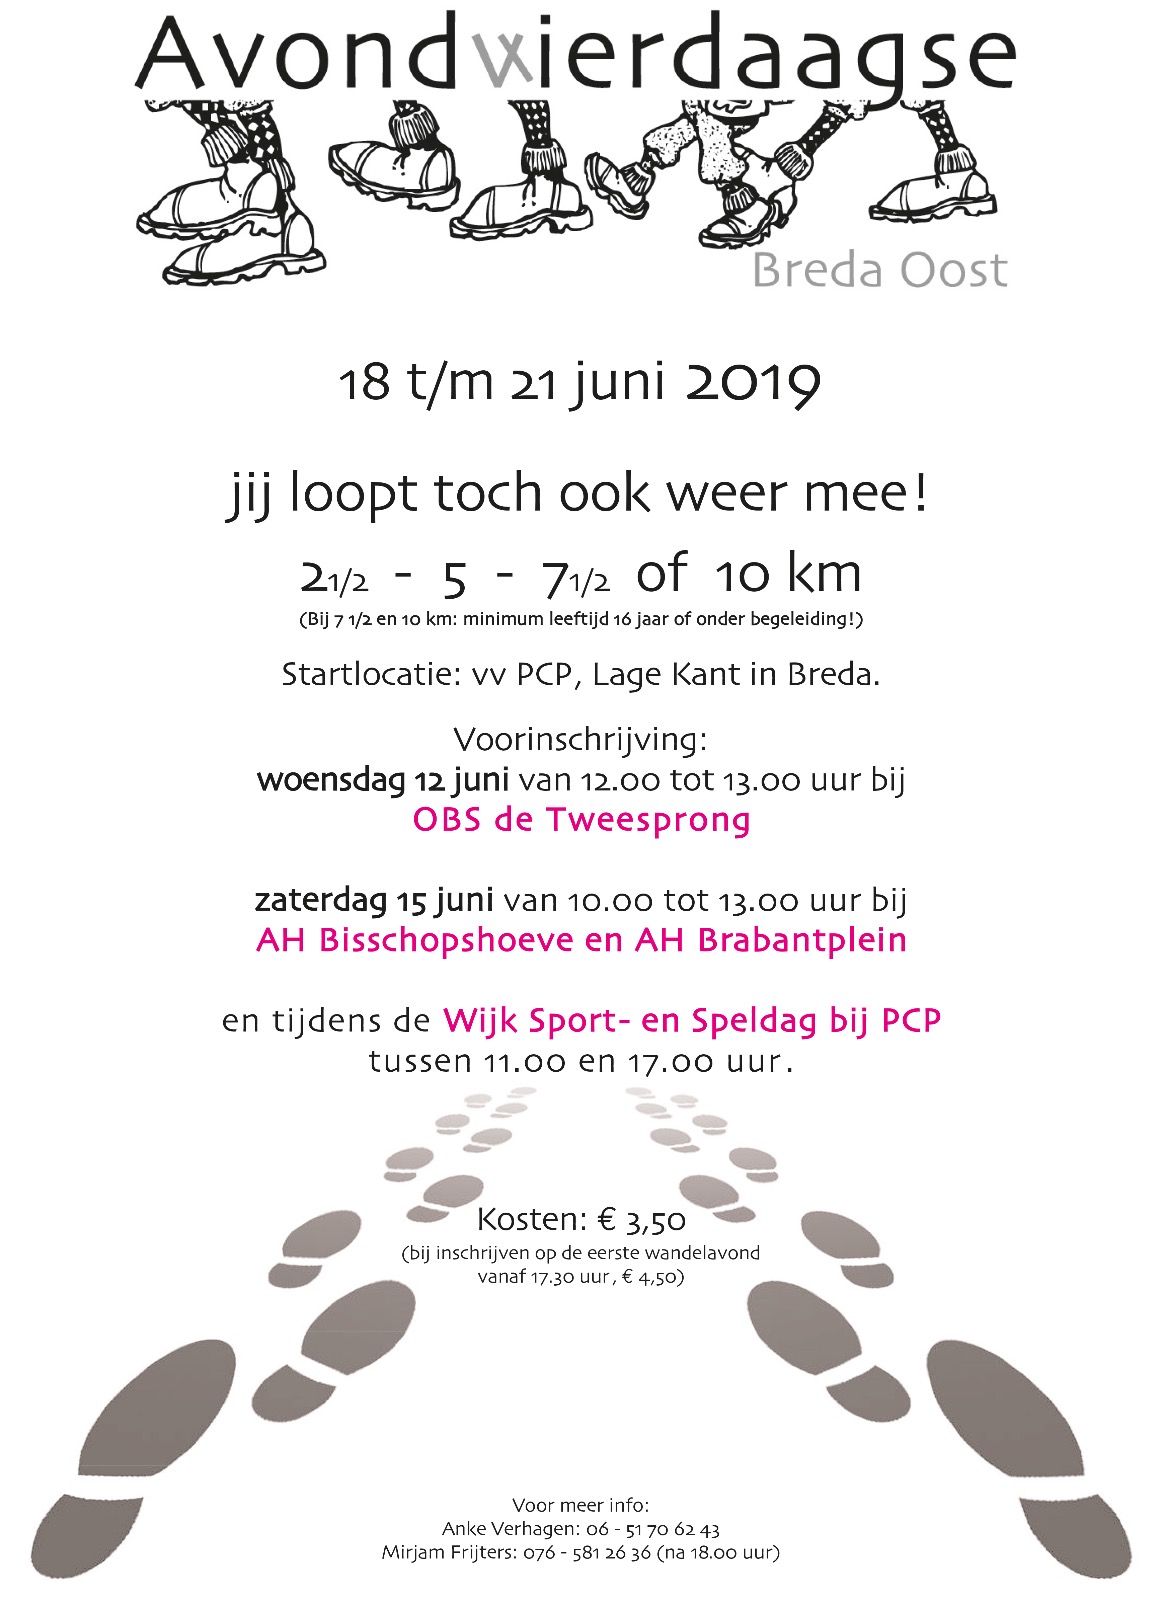 Avondwierdaagse
Breda Oost
18 t/m 21 juni 2019
jij loopt toch ook weer mee!
2 1/2 - 5 - 7 1/2 of 10 km
(Bij 7 1/2 en 10 km: minimum leeftijd 16 jaar of onder begeleiding!)
Startlocatie: vv PCP, Lage Kant in Breda.
Voorinschrijving:
woensdag 12 juni van 12.00 tot 13.00 uur bij
OBS de Tweesprong
zaterdag 15 juni van 10.00 tot 13.00 uur bij
AH Bisschopshoeve en AH Brabantplein
en tijdens de Wijk Sport- en Speldag bij PCP
tussen 11.00 en 17.00 uur.
Kosten: € 3,50
(bij inschrijven op de eerste wandelavond
vanaf 17.30 uur, € 4,50)
Voor meer info:
Anke Verhagen: 06 - 51 70 62 43
Mirjam Frijters: 076 - 581 26 36 (na 18.00 uur)